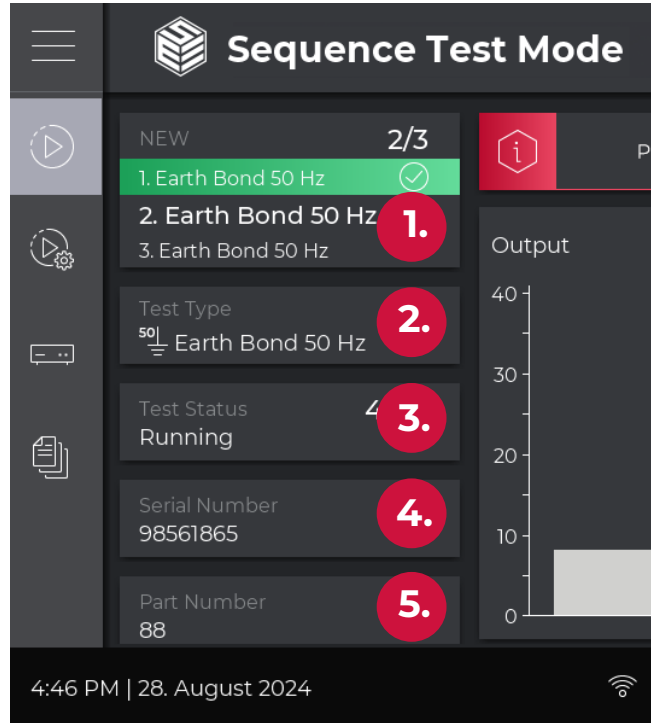 Sequence Test Mode
NEW 2/3
1. Earth Bond 50 Hz
2. Earth Bond 50 Hz
3. Earth Bond 50 Hz
1.
Test Type
50 Earth Bond 50 Hz
2.
Test Status 4
Running
3.
Serial Number
98561865
4.
Part Number
88
5.
i P
Output
40
30
20
10
0
4:46 PM | 28. August 2024